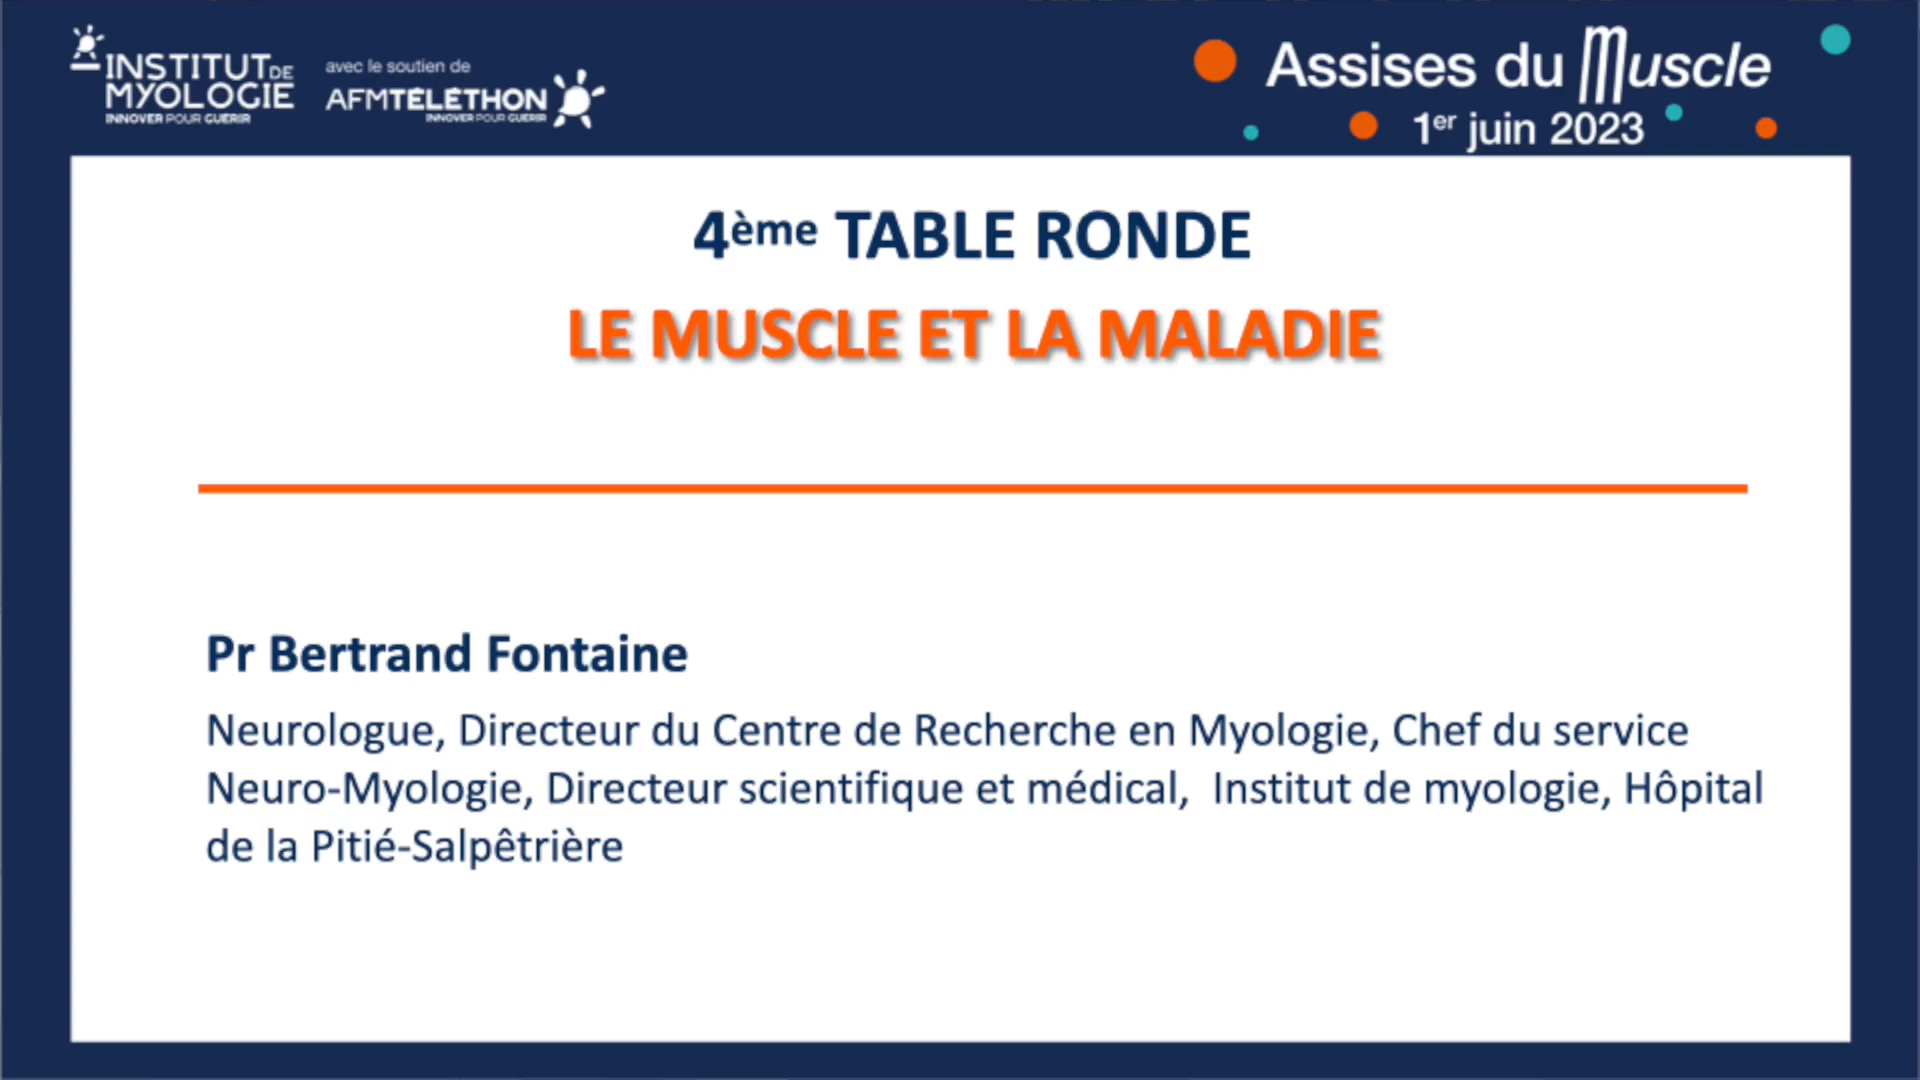 INSTITUT DE
MYOLOGIE
INNOVER POUR GUÉRIR
avec le soutien de
AFMTÉLÉTHON
INNOVER POUR GUÉRIR
Assises du Muscle
1er juin 2023
4ème TABLE RONDE
LE MUSCLE ET LA MALADIE
Pr Bertrand Fontaine
Neurologue, Directeur du Centre de Recherche en Myologie, Chef du service
Neuro-Myologie, Directeur scientifique et médical, Institut de myologie, Hôpital
de la Pitié-Salpêtrière